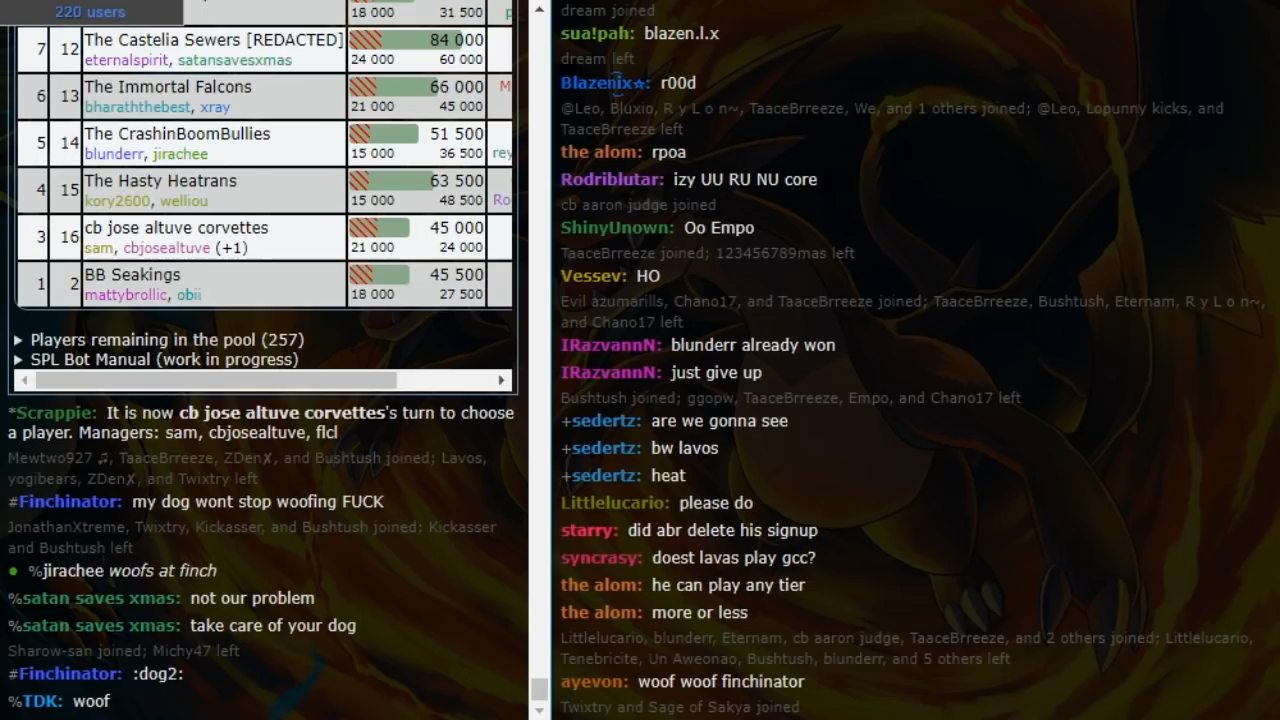 220 users
18 000 31 500 p
7 12 The Castelia Sewers [REDACTED] 84 000
eternalspirit, satansavesxmas 24 000 60 000
6 13 The Immortal Falcons 66 000 M
bharaththebest, xray 21 000 45 000
5 14 The CrashinBoomBullies 51 500
blunderr, jirachee 15 000 36 500 rey
4 15 The Hasty Heatrans 63 500
kory2600, welliou 15 000 48 500 Ro
3 16 cb jose altuve corvettes 45 000
sam, cbjosealtuve (+1) 21 000 24 000
1 2 BB Seakings 45 500
mattybrollic, obii 18 000 27 500
▸ Players remaining in the pool (257)
▸ SPL Bot Manual (work in progress)
*Scrappie: It is now cb jose altuve corvettes's turn to choose
a player. Managers: sam, cbjosealtuve, flcl
Mewtwo927 ♫, TaaceBrreeze, ZDen✗, and Bushtush joined; Lavos,
yogibears, ZDen✗, and Twixtry left
#Finchinator: my dog wont stop woofing FUCK
JonathanXtreme, Twixtry, Kickasser, and Bushtush joined; Kickasser
and Bushtush left
● %jirachee woofs at finch
%satan saves xmas: not our problem
%satan saves xmas: take care of your dog
Sharow-san joined; Michy47 left
#Finchinator: :dog2:
%TDK: woof
dream joined
sua!pah: blazen.l.x
dream left
Blazenix☆: r00d
@Leo, Bluxio, R y L o n~, TaaceBrreeze, We, and 1 others joined; @Leo, Lopunny kicks, and
TaaceBrreeze left
the alom: rpoa
Rodriblutar: izy UU RU NU core
cb aaron judge joined
ShinyUnown: Oo Empo
TaaceBrreeze joined; 123456789mas left
Vessev: HO
Evil azumarills, Chano17, and TaaceBrreeze joined; TaaceBrreeze, Bushtush, Eternam, R y L o n~,
and Chano17 left
IRazvannN: blunderr already won
IRazvannN: just give up
Bushtush joined; ggopw, TaaceBrreeze, Empo, and Chano17 left
+sedertz: are we gonna see
+sedertz: bw lavos
+sedertz: heat
Littlelucario: please do
starry: did abr delete his signup
syncrasy: doest lavas play gcc?
the alom: he can play any tier
the alom: more or less
Littlelucario, blunderr, Eternam, cb aaron judge, TaaceBrreeze, and 2 others joined; Littlelucario,
Tenebricite, Un Aweonao, Bushtush, blunderr, and 5 others left
ayevon: woof woof finchinator
Twixtry and Sage of Sakya joined